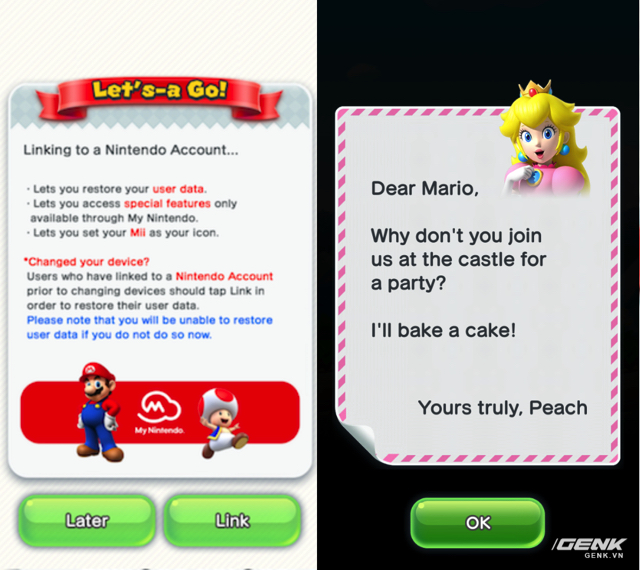 Let's-a Go!
Linking to a Nintendo Account...
· Lets you restore your user data.
· Lets you access special features only
available through My Nintendo.
· Lets you set your Mii as your icon.
*Changed your device?
Users who have linked to a Nintendo Account
prior to changing devices should tap Link in
order to restore their user data.
Please note that you will be unable to restore
user data if you do not do so now.
My Nintendo
Later
Link
Dear Mario,
Why don't you join
us at the castle for
a party?
I'll bake a cake!
Yours truly, Peach
OK
GENK
GENK.VN